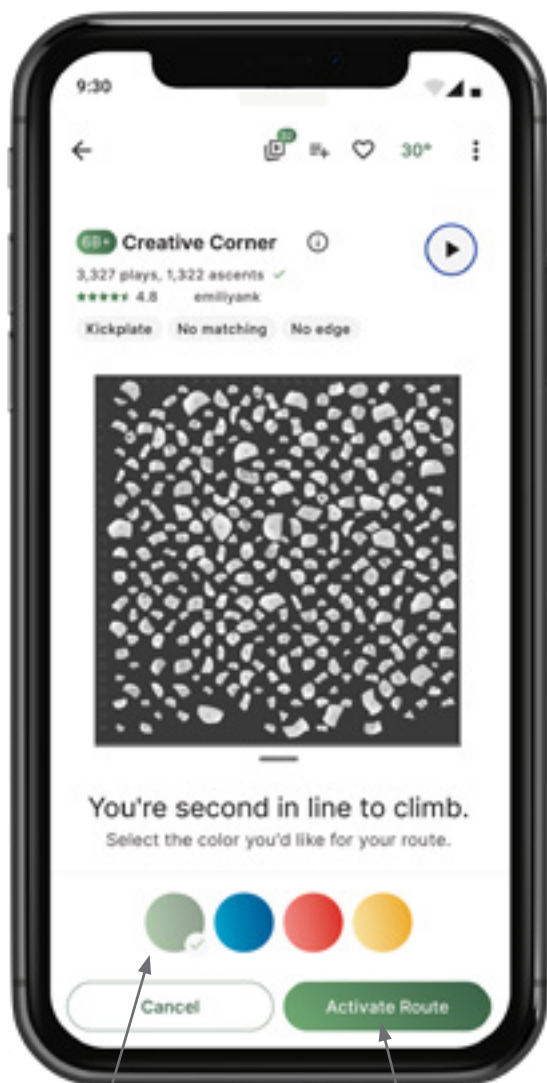 9:30
30°
6B+ Creative Corner
3,327 plays, 1,322 ascents
4.8 emiliyank
Kickplate No matching No edge
You're second in line to climb.
Select the color you'd like for your route.
Cancel Activate Route